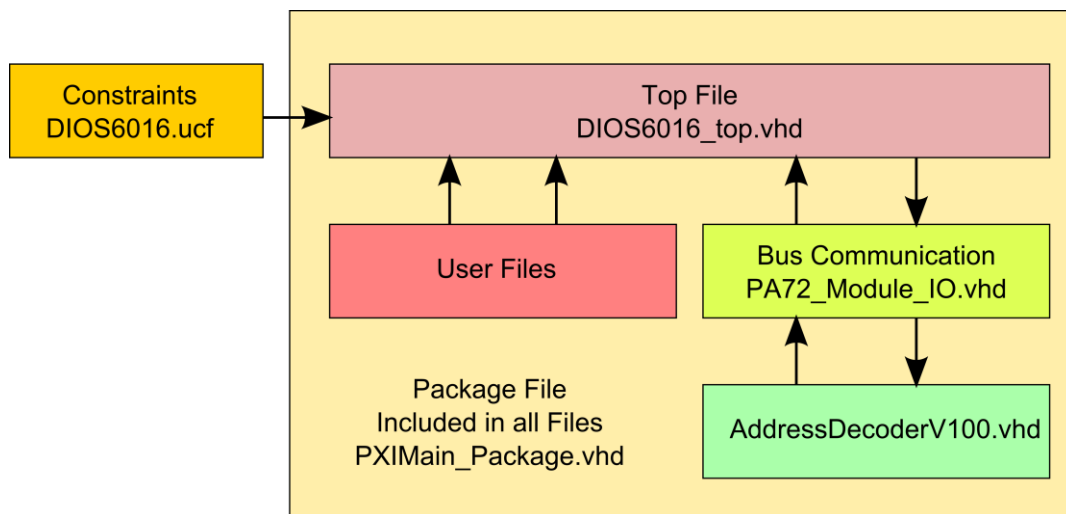 Constraints
DIOS6016.ucf
Top File
DIOS6016_top.vhd
User Files
Bus Communication
PA72_Module_IO.vhd
Package File
Included in all Files
PXIMain_Package.vhd
AddressDecoderV100.vhd